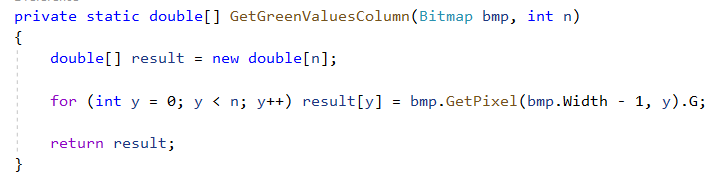 private static double[] GetGreenValuesColumn(Bitmap bmp, int n)
{
double[] result = new double[n];
for (int y = 0; y < n; y++) result[y] = bmp.GetPixel(bmp.Width - 1, y).G;
return result;
}